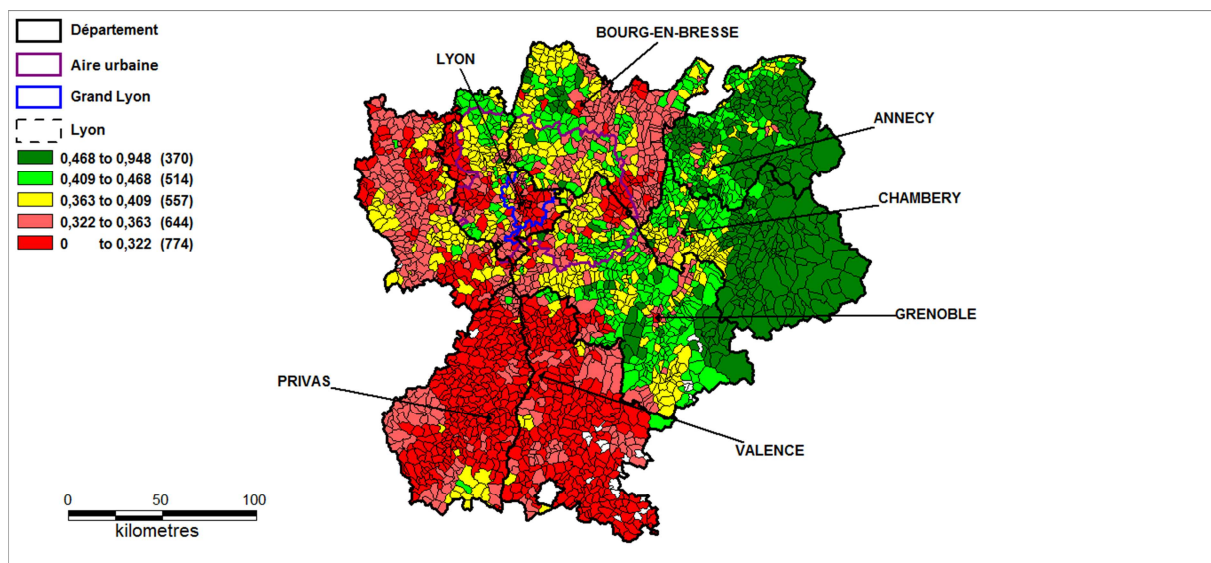 Département
Aire urbaine
Grand Lyon
Lyon
0,468 to 0,948 (370)
0,409 to 0,468 (514)
0,363 to 0,409 (557)
0,322 to 0,363 (644)
0 to 0,322 (774)
BOURG-EN-BRESSE
LYON
ANNECY
CHAMBERY
GRENOBLE
PRIVAS
VALENCE
0 50 100
kilometres